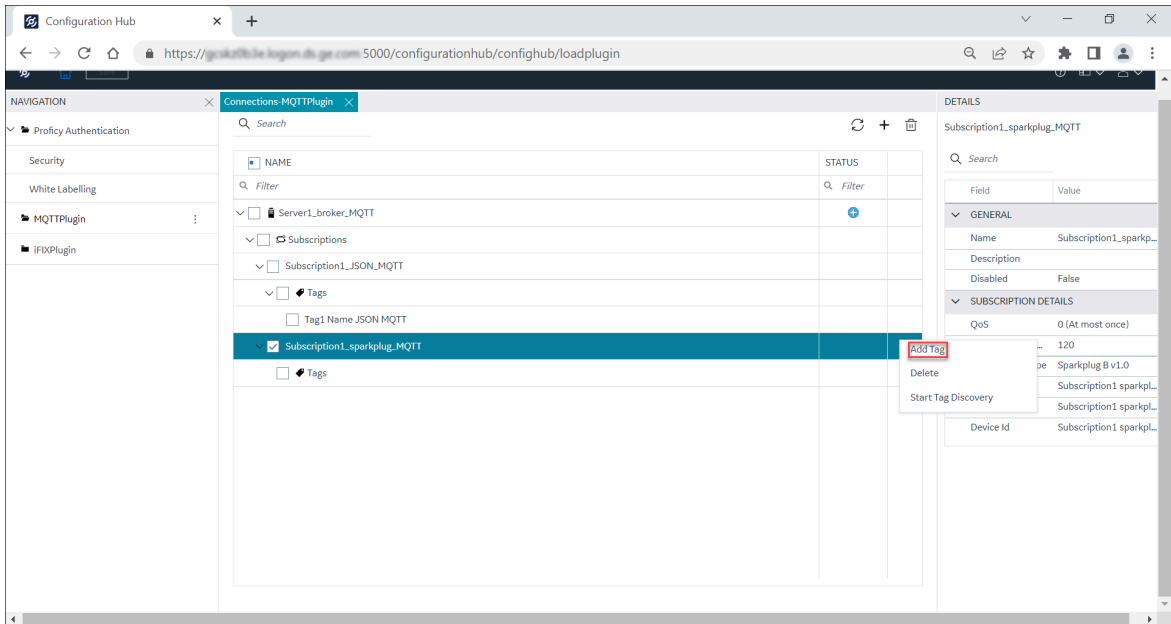 Configuration Hub
https:// 5000/configurationhub/confighub/loadplugin
NAVIGATION
Proficy Authentication
Security
White Labelling
MQTTPlugin
iFIXPlugin
Connections-MQTTPlugin
Search
NAME STATUS
Filter Filter
Server1_broker_MQTT
Subscriptions
Subscription1_JSON_MQTT
Tags
Tag1 Name JSON MQTT
Subscription1_sparkplug_MQTT
Tags
Add Tag
Delete
Start Tag Discovery
DETAILS
Subscription1_sparkplug_MQTT
Search
Field Value
GENERAL
Name Subscription1_sparkp...
Description
Disabled False
SUBSCRIPTION DETAILS
QoS 0 (At most once)
... 120
pe Sparkplug B v1.0
Subscription1 sparkpl...
Subscription1 sparkpl...
Device Id Subscription1 sparkpl...